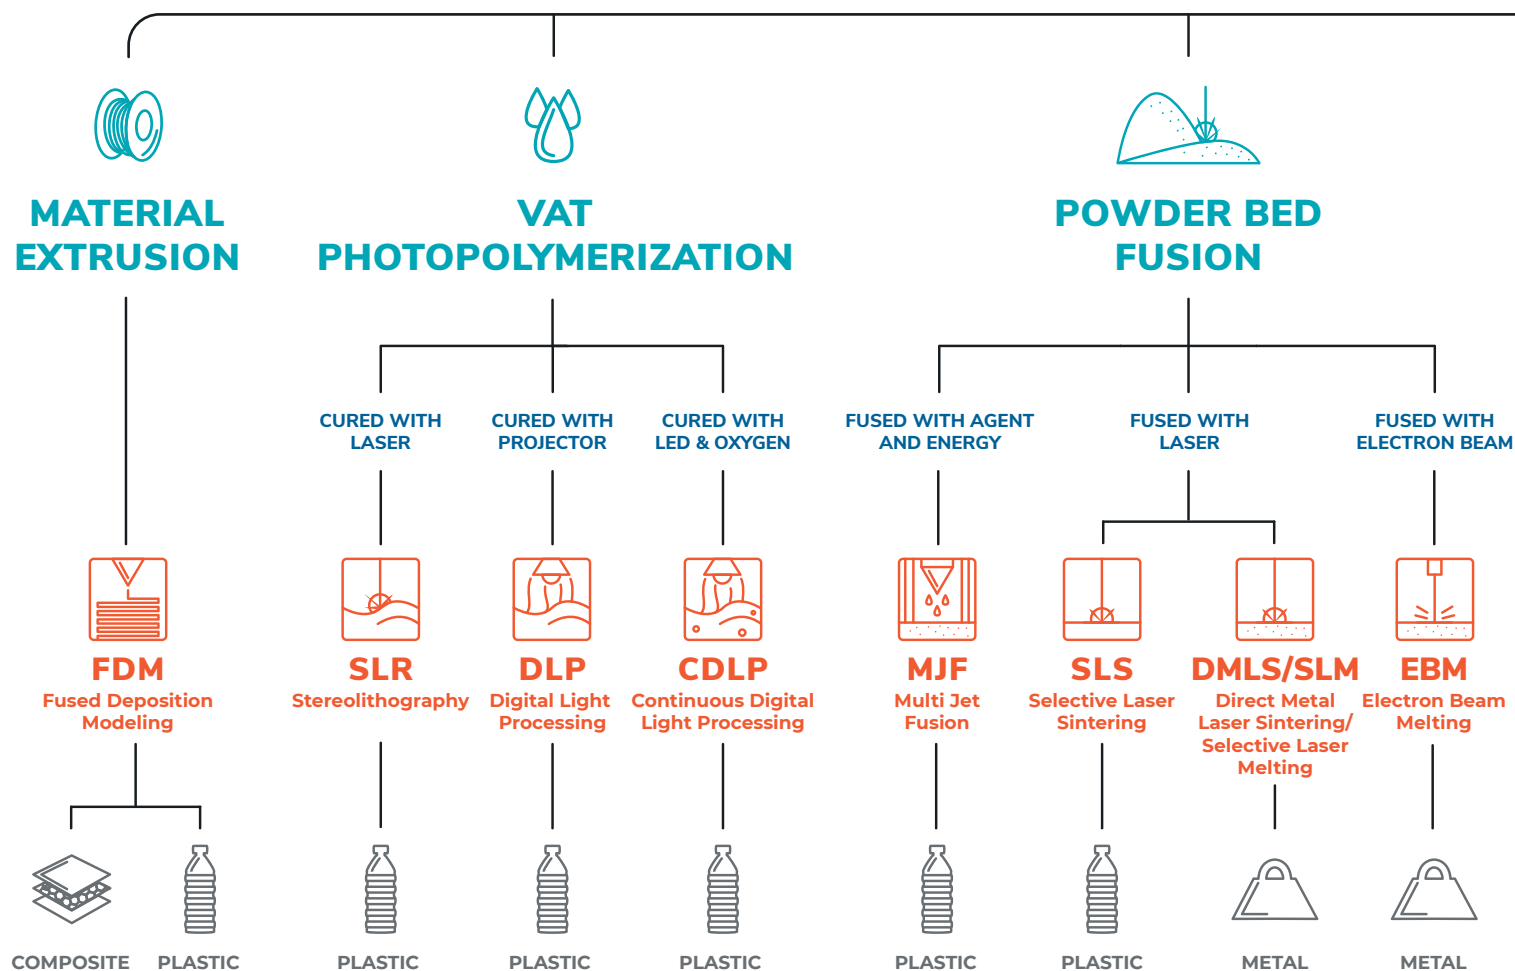 MATERIAL
EXTRUSION
VAT
PHOTOPOLYMERIZATION
POWDER BED
FUSION
CURED WITH
LASER
CURED WITH
PROJECTOR
CURED WITH
LED & OXYGEN
FUSED WITH AGENT
AND ENERGY
FUSED WITH
LASER
FUSED WITH
ELECTRON BEAM
FDM
Fused Deposition
Modeling
SLR
Stereolithography
DLP
Digital Light
Processing
CDLP
Continuous Digital
Light Processing
MJF
Multi Jet
Fusion
SLS
Selective Laser
Sintering
DMLS/SLM
Direct Metal
Laser Sintering/
Selective Laser
Melting
EBM
Electron Beam
Melting
COMPOSITE
PLASTIC
PLASTIC
PLASTIC
PLASTIC
PLASTIC
PLASTIC
METAL
METAL